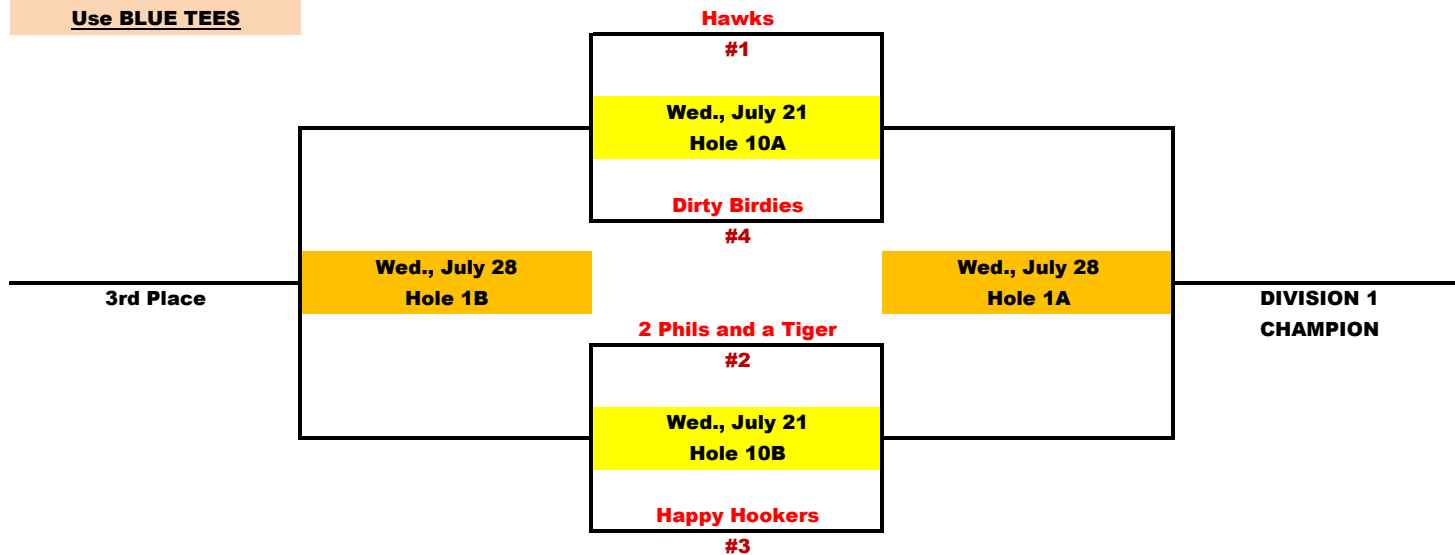 Use BLUE TEES
Hawks
#1
Wed., July 21
Hole 10A
Dirty Birdies
#4
Wed., July 28
Hole 1B
Wed., July 28
Hole 1A
3rd Place
DIVISION 1
CHAMPION
2 Phils and a Tiger
#2
Wed., July 21
Hole 10B
Happy Hookers
#3